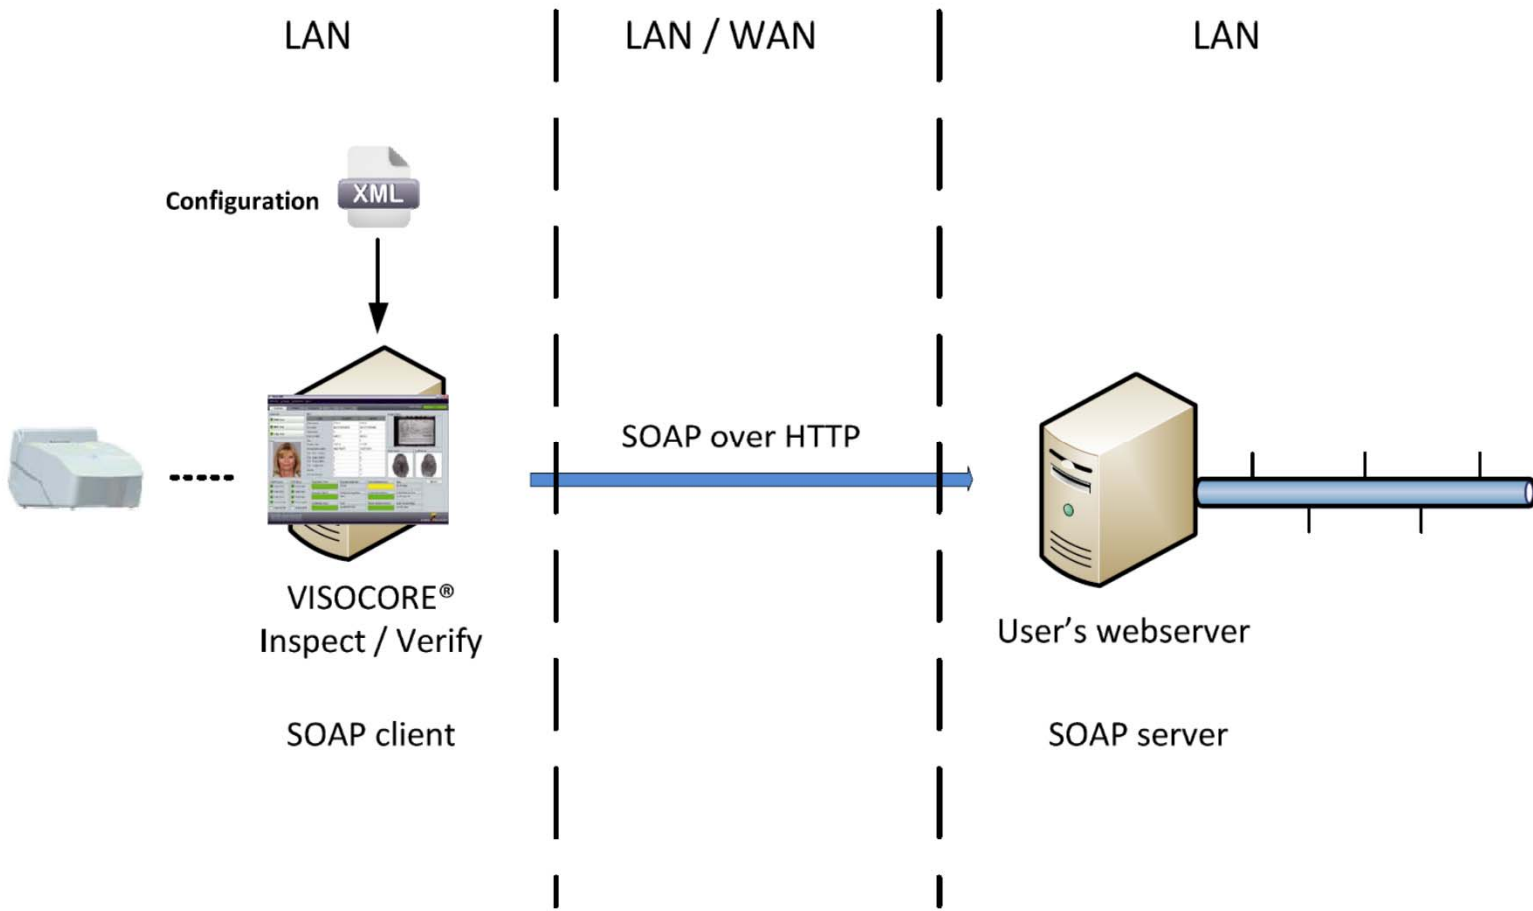 LAN
LAN / WAN
LAN
Configuration
XML
SOAP over HTTP
VISOCORE®
Inspect / Verify
User's webserver
SOAP client
SOAP server